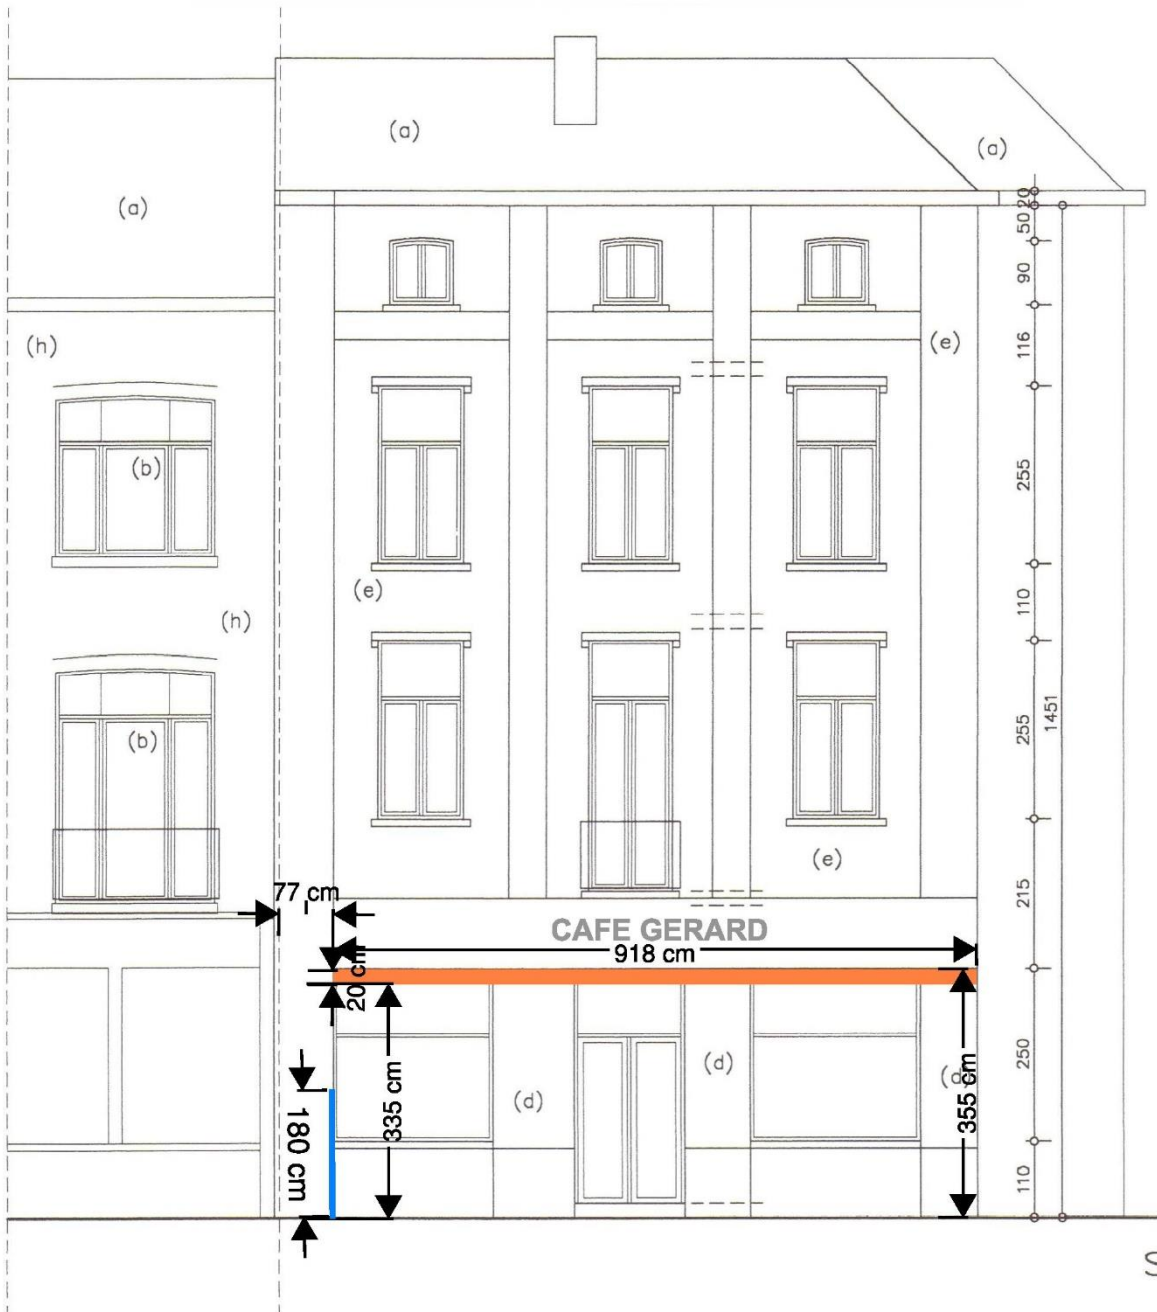 (a)
(a)
(a)
20
50
90
(h)
(e)
116
(b)
255
(e)
110
(h)
(b)
255
1451
(e)
77 cm
215
CAFE GERARD
918 cm
20 cm
250
335 cm
355 cm
(d)
(d)
(d)
180 cm
110
S